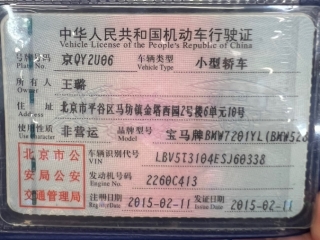 中华人民共和国机动车行驶证
Vehicle License of the People's Republic of China
号牌号码 京QYZU06 车辆类型 小型轿车
Plate No. Vehicle Type
所有人 王璐
Owner
住址 北京市平谷区马坊镇金塔西园2号楼6单元10号
Address
使用性质 非营运 品牌型号 宝马牌BMW7201YL(BMW528
Use Character Model
北京市公 车辆识别代号 LBV5T3104ESJ60338
VIN
安局公安 发动机号码 2260C413
Engine No.
交通管理局 注册日期 2015-02-11 发证日期 2015-02-11
Register Date Issue Date